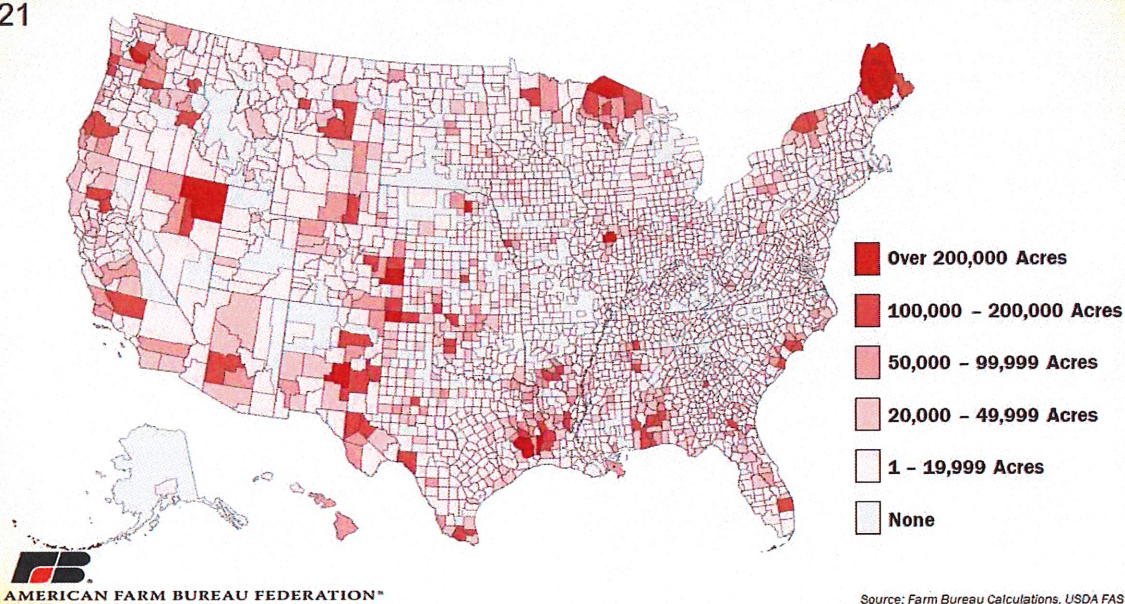 21
Over 200,000 Acres
100,000 – 200,000 Acres
50,000 – 99,999 Acres
20,000 – 49,999 Acres
1 – 19,999 Acres
None
FB®
AMERICAN FARM BUREAU FEDERATION®
Source: Farm Bureau Calculations, USDA FAS